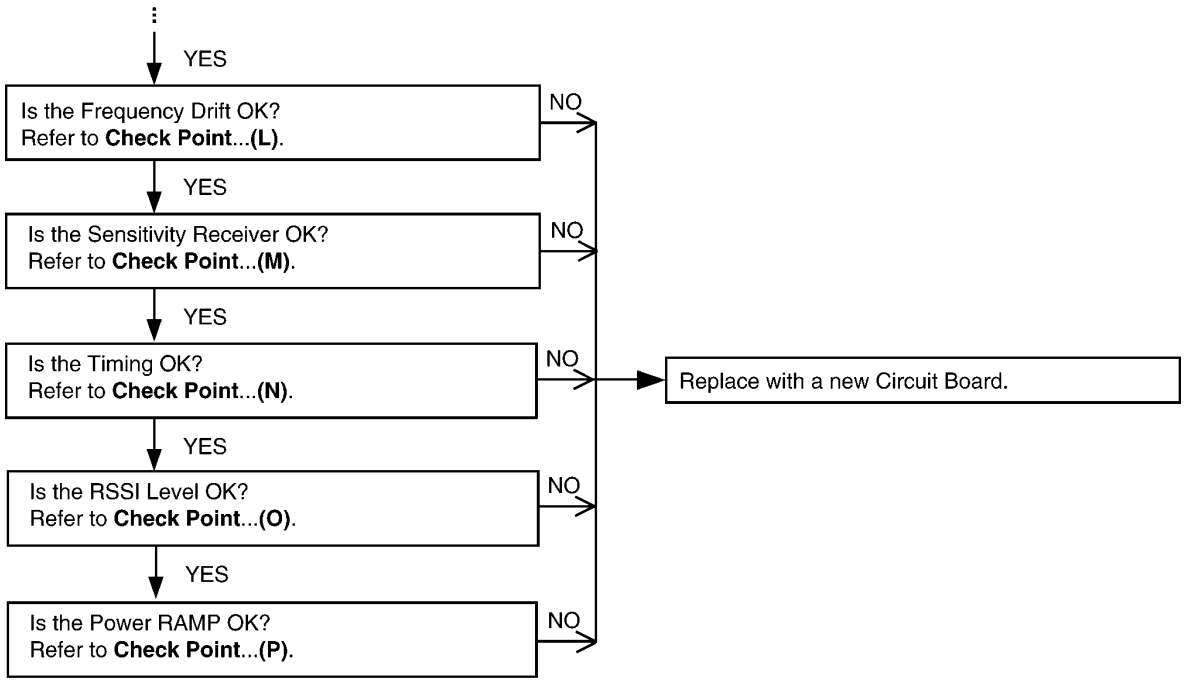 ⋮
YES
Is the Frequency Drift OK?
Refer to Check Point...(L).
NO
YES
Is the Sensitivity Receiver OK?
Refer to Check Point...(M).
NO
YES
Is the Timing OK?
Refer to Check Point...(N).
NO
Replace with a new Circuit Board.
YES
Is the RSSI Level OK?
Refer to Check Point...(O).
NO
YES
Is the Power RAMP OK?
Refer to Check Point...(P).
NO